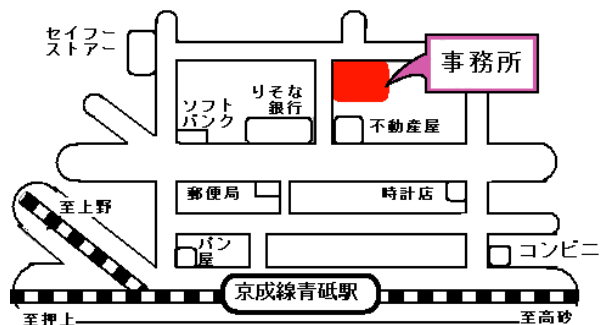 セイフー
ストアー
事務所
ソフト
バンク
りそな
銀行
不動産屋
郵便局
時計店
至上野
パン
屋
コンビニ
京成線青砥駅
至押上
至高砂